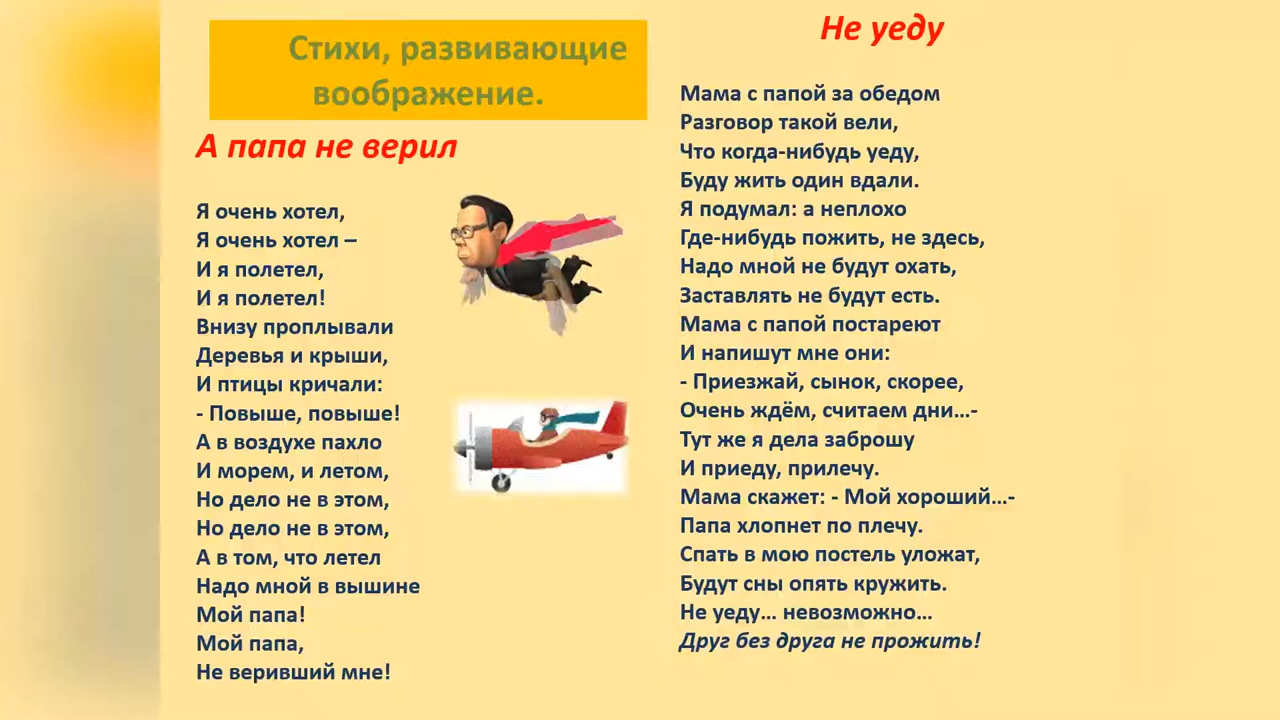 Стихи, развивающие
воображение.
А папа не верил
Я очень хотел,
Я очень хотел –
И я полетел,
И я полетел!
Внизу проплывали
Деревья и крыши,
И птицы кричали:
- Повыше, повыше!
А в воздухе пахло
И морем, и летом,
Но дело не в этом,
Но дело не в этом,
А в том, что летел
Надо мной в вышине
Мой папа!
Мой папа,
Не веривший мне!
Не уеду
Мама с папой за обедом
Разговор такой вели,
Что когда-нибудь уеду,
Буду жить один вдали.
Я подумал: а неплохо
Где-нибудь пожить, не здесь,
Надо мной не будут охать,
Заставлять не будут есть.
Мама с папой постареют
И напишут мне они:
- Приезжай, сынок, скорее,
Очень ждём, считаем дни…-
Тут же я дела заброшу
И приеду, прилечу.
Мама скажет: - Мой хороший…-
Папа хлопнет по плечу.
Спать в мою постель уложат,
Будут сны опять кружить.
Не уеду… невозможно…
Друг без друга не прожить!